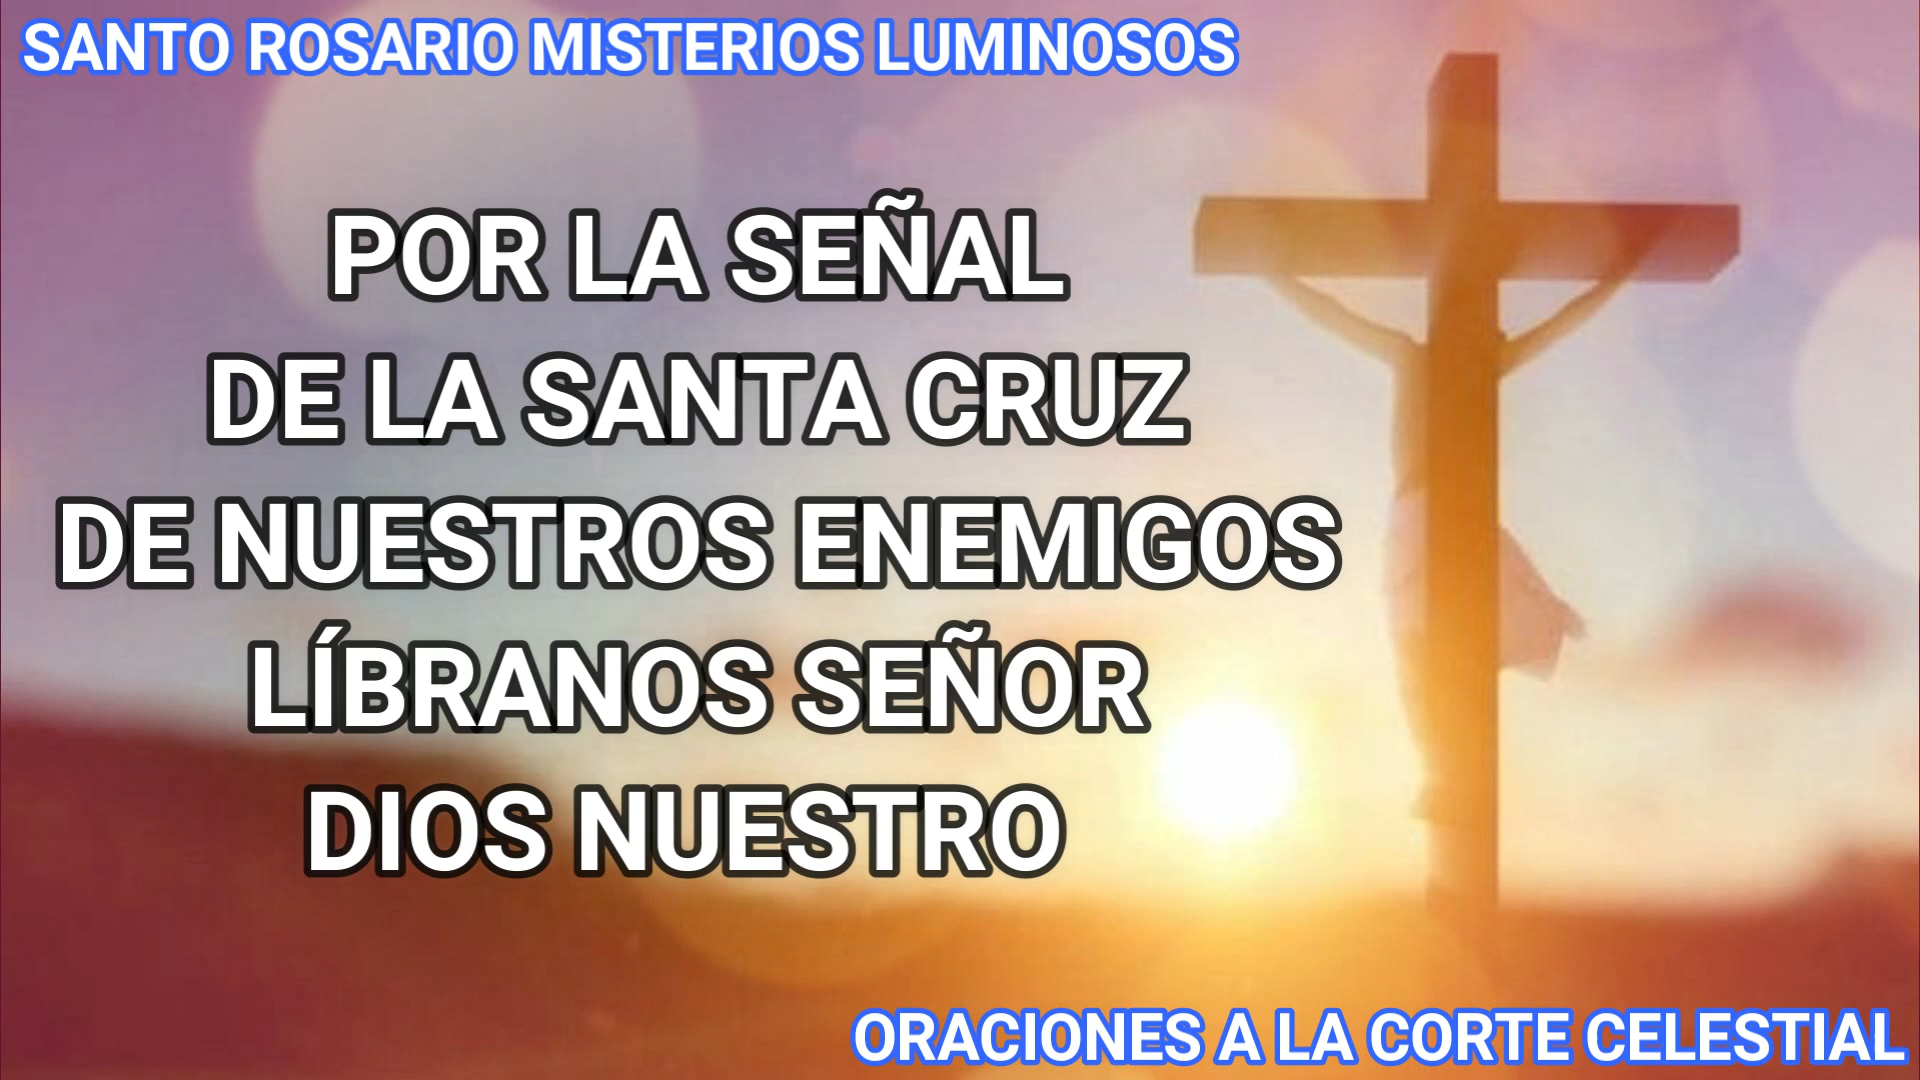 SANTO ROSARIO MISTERIOS LUMINOSOS
POR LA SEÑAL
DE LA SANTA CRUZ
DE NUESTROS ENEMIGOS
LÍBRANOS SEÑOR
DIOS NUESTRO
ORACIONES A LA CORTE CELESTIAL